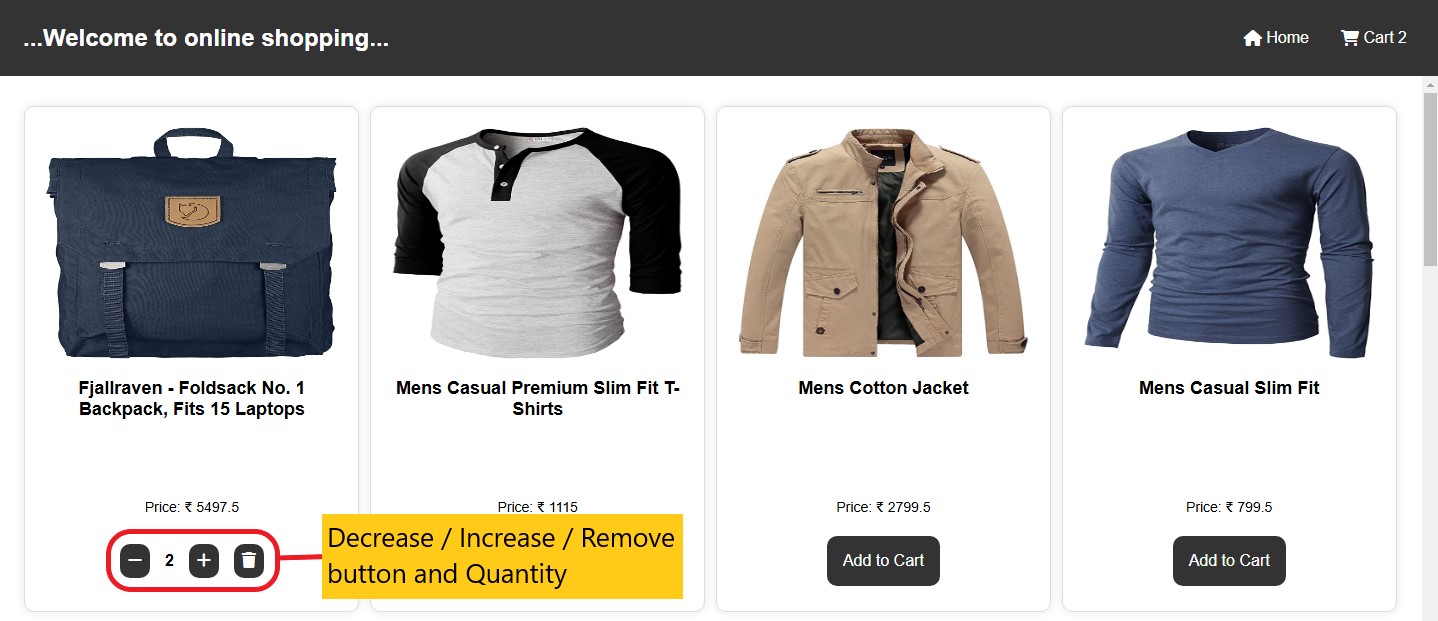 ...Welcome to online shopping...
Home
Cart 2
Fjallraven - Foldsack No. 1
Backpack, Fits 15 Laptops
Price: ₹ 5497.5
2
Mens Casual Premium Slim Fit T-
Shirts
Price: ₹ 1115
Decrease / Increase / Remove
button and Quantity
Mens Cotton Jacket
Price: ₹ 2799.5
Add to Cart
Mens Casual Slim Fit
Price: ₹ 799.5
Add to Cart